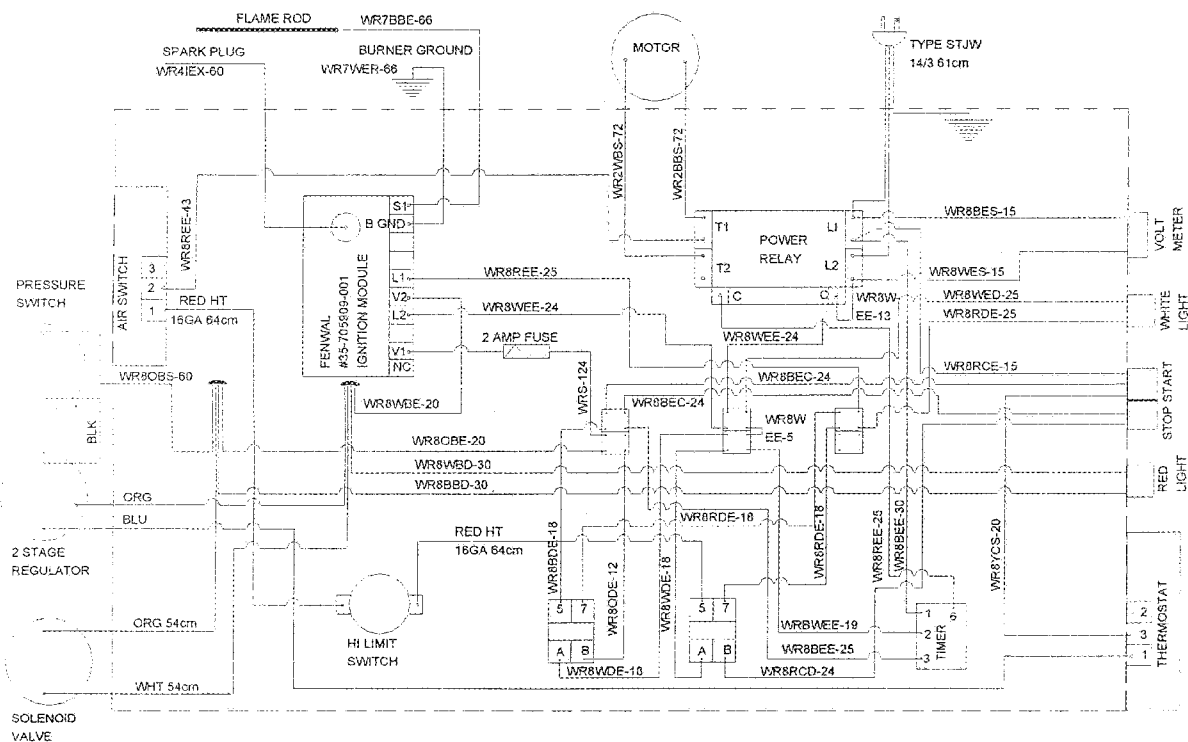 FLAME ROD
WR7BBE-66
SPARK PLUG
WR4IEX-60
BURNER GROUND
WR7WER-66
MOTOR
TYPE STJW
14/3 61cm
WR2WBS-72
WR2BBS-72
PRESSURE
SWITCH
AIR SWITCH
3
2
1
WR8REE-43
RED HT
16GA 64cm
FENWAL
#35-705909-001
IGNITION MODULE
S1
B GND
L1
V2
L2
V1
NC
WR8REE-25
WR8WEE-24
2 AMP FUSE
T1
T2
POWER
RELAY
L1
L2
C
WR8BES-15
VOLT
METER
WR8WES-15
WR8W
EE-13
WR8WED-25
WR8RDE-25
WHITE
LIGHT
WR8WEE-24
WR8OBS-60
WR8WBE-20
WRS-124
WR8BEC-24
WR8BEC-24
WR8RCE-15
STOP START
BLK
WR8OBE-20
WR8W
EE-5
WR8WBD-30
WR8BBD-30
RED
LIGHT
ORG
BLU
2 STAGE
REGULATOR
RED HT
16GA 64cm
WR8BDE-18
WR8ODE-12
WR8WDE-18
WR8RDE-18
WR8RDE-18
WR8REE-25
WR8BEE-30
WR8YCS-20
HI LIMIT
SWITCH
5 7
A B
5 7
A B
WR8WEE-19
WR8BEE-25
WR8WDE-18
WR8RCD-24
1
2
3
6
TIMER
THERMOSTAT
2
3
1
ORG 54cm
WHT 54cm
SOLENOID
VALVE